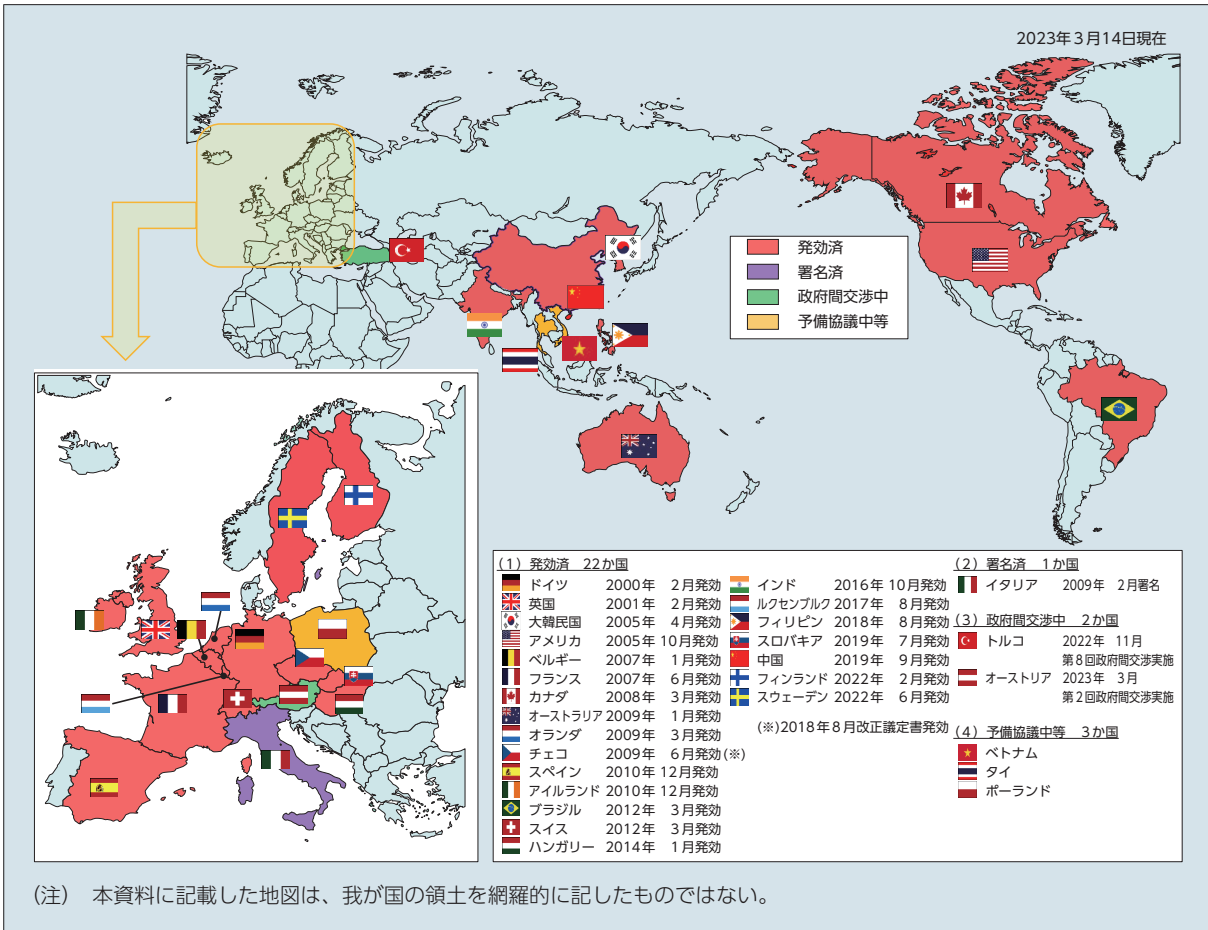 2023年3月14日現在
発効済
署名済
政府間交渉中
予備協議中等
(1) 発効済 22か国
ドイツ 2000年 2月発効
英国 2001年 2月発効
大韓民国 2005年 4月発効
アメリカ 2005年10月発効
ベルギー 2007年 1月発効
フランス 2007年 6月発効
カナダ 2008年 3月発効
オーストラリア 2009年 1月発効
オランダ 2009年 3月発効
チェコ 2009年 6月発効(※)
スペイン 2010年12月発効
アイルランド 2010年12月発効
ブラジル 2012年 3月発効
スイス 2012年 3月発効
ハンガリー 2014年 1月発効
インド 2016年10月発効
ルクセンブルク 2017年 8月発効
フィリピン 2018年 8月発効
スロバキア 2019年 7月発効
中国 2019年 9月発効
フィンランド 2022年 2月発効
スウェーデン 2022年 6月発効
(※)2018年8月改正議定書発効
(2) 署名済 1か国
イタリア 2009年 2月署名
(3) 政府間交渉中 2か国
トルコ 2022年 11月
第8回政府間交渉実施
オーストリア 2023年 3月
第2回政府間交渉実施
(4) 予備協議中等 3か国
ベトナム
タイ
ポーランド
(注) 本資料に記載した地図は、我が国の領土を網羅的に記したものではない。